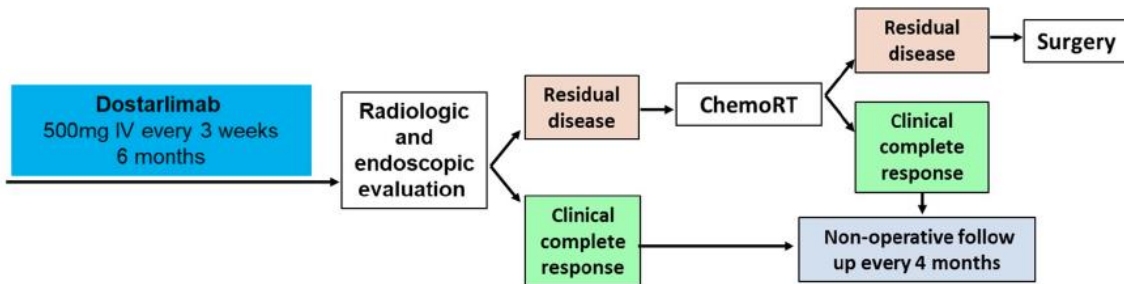 Dostarlimab
500mg IV every 3 weeks
6 months
Radiologic
and
endoscopic
evaluation
Residual
disease
ChemoRT
Residual
disease
Surgery
Clinical
complete
response
Clinical
complete
response
Non-operative follow
up every 4 months